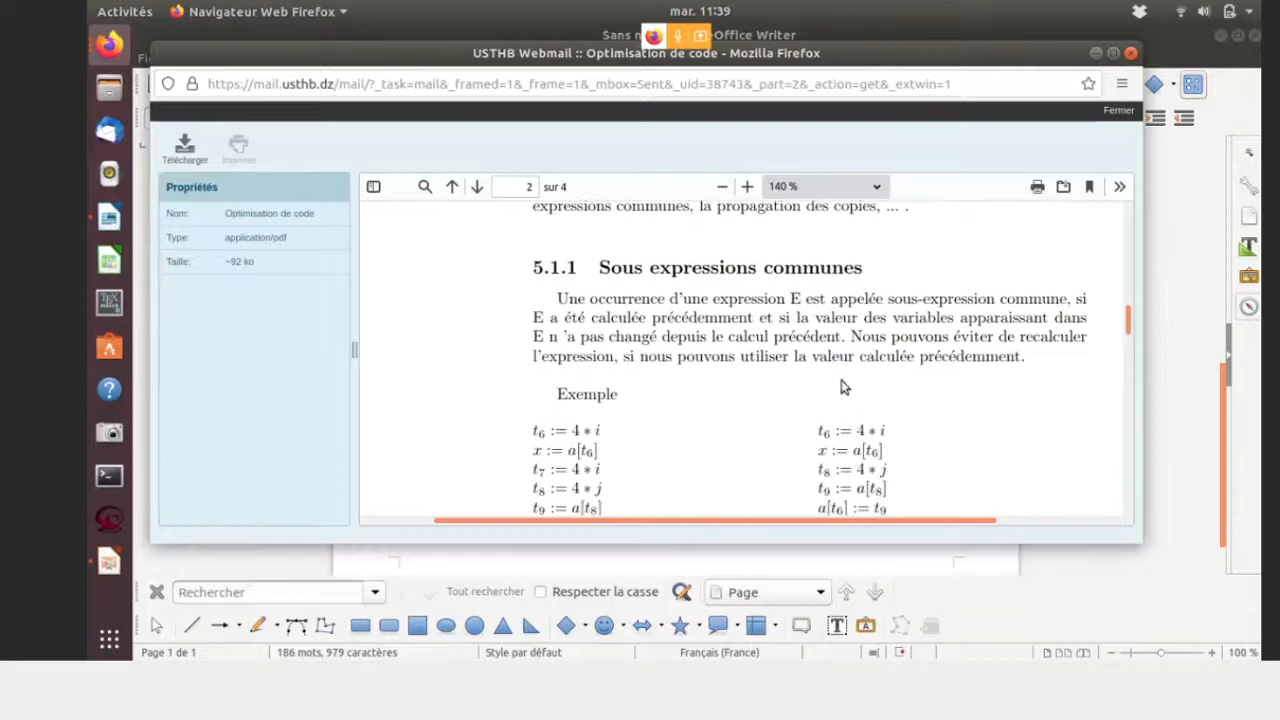 Activités
Navigateur Web Firefox
mar. 11:39
Sans n
eOffice Writer
USTHB Webmail :: Optimisation de code - Mozilla Firefox
https://mail.usthb.dz/mail/?_task=mail&_framed=1&_frame=1&_mbox=Sent&_uid=38743&_part=2&_action=get&_extwin=1
Fermer
Télécharger
Imprimer
Propriétés
2 sur 4
140 %
Nom: Optimisation de code
Type: application/pdf
Taille: ~92 ko
expressions communes, la propagation des copies, ... .
5.1.1 Sous expressions communes
Une occurrence d'une expression E est appelée sous-expression commune, si
E a été calculée précédemment et si la valeur des variables apparaissant dans
E n 'a pas changé depuis le calcul précédent. Nous pouvons éviter de recalculer
l'expression, si nous pouvons utiliser la valeur calculée précédemment.
Exemple
t₆ := 4 * i
x := a[t₆]
t₇ := 4 * i
t₈ := 4 * j
t₉ := a[t₈]
t₆ := 4 * i
x := a[t₆]
t₈ := 4 * j
t₉ := a[t₈]
a[t₆] := t₉
Rechercher
Tout rechercher
Respecter la casse
Page
Page 1 de 1
186 mots, 979 caractères
Style par défaut
Français (France)
100 %